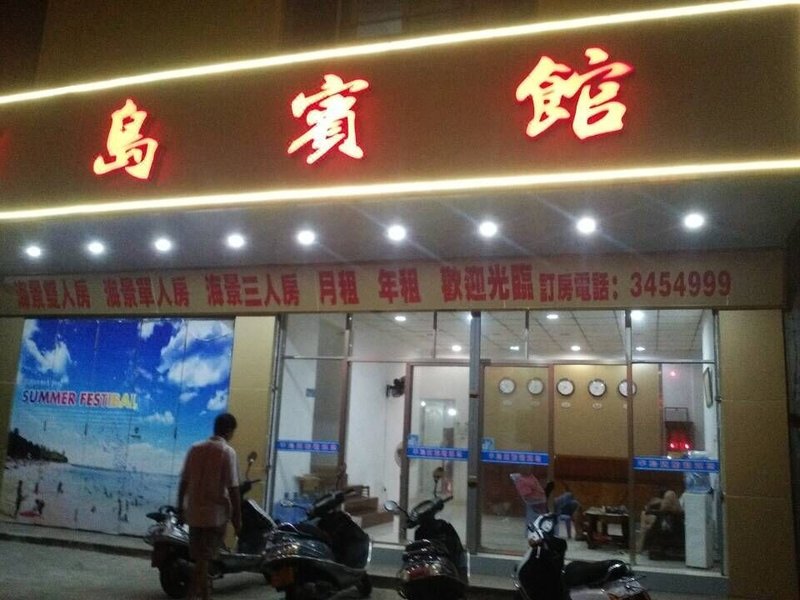 島賓館
海景雙人房 海景單人房 海景三人房 月租 年租 歡迎光臨 訂房電話：3454999
SUMMER FESTIVAL